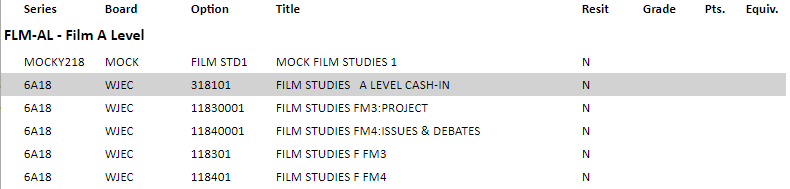 Series Board Option Title Resit Grade Pts. Equiv.
FLM-AL - Film A Level
MOCKY218 MOCK FILM STD1 MOCK FILM STUDIES 1 N
6A18 WJEC 318101 FILM STUDIES A LEVEL CASH-IN N
6A18 WJEC 11830001 FILM STUDIES FM3:PROJECT N
6A18 WJEC 11840001 FILM STUDIES FM4:ISSUES & DEBATES N
6A18 WJEC 118301 FILM STUDIES F FM3 N
6A18 WJEC 118401 FILM STUDIES F FM4 N